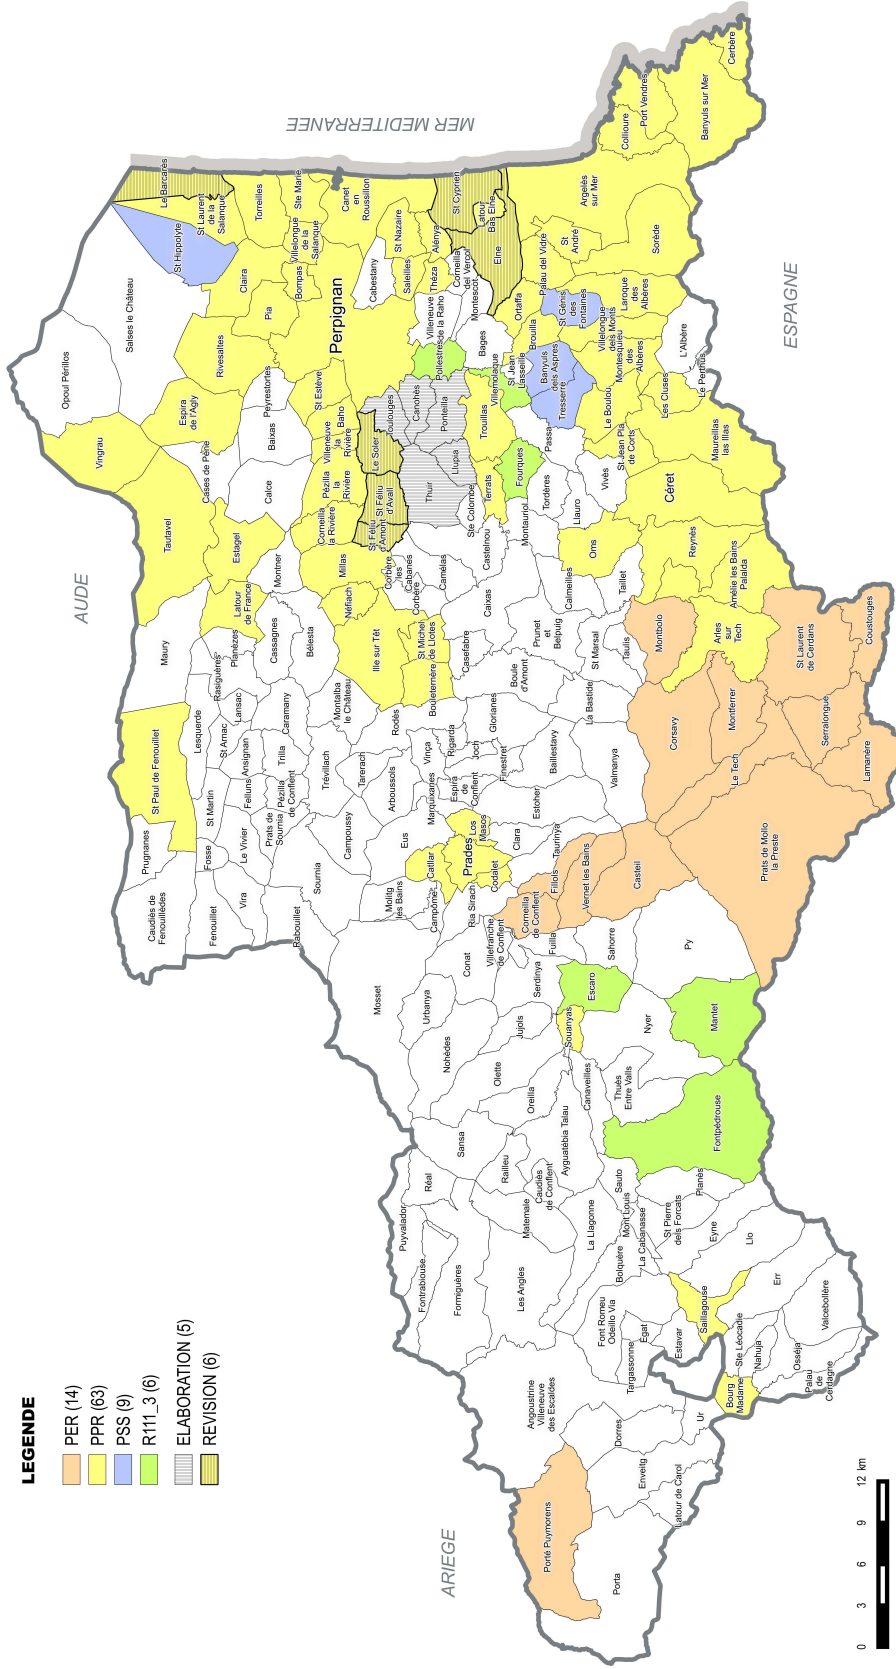 LEGENDE
PER (14)
PPR (63)
PSS (9)
R111_3 (6)
ELABORATION (5)
REVISION (6)
0 3 6 9 12 km
ARIEGE
AUDE
ESPAGNE
MER MEDITERRANEE
Porta
Porté Puymorens
Latour de Carol
Enveitg
Dorres
Ur
Angoustrine
Villeneuve
des Escaldes
Bourg
Madame
Palau
de
Cerdagne
Osséja
Nahuja
Ste Léocadie
Valcebollère
Err
Saillagouse
Estavar
Égat
Targassonne
Font Romeu
Odeillo Via
Bolquère
La Cabanasse
Mont Louis
Sauto
St Pierre
dels Forcats
Eyne
Llo
Planès
La Llagonne
Les Angles
Formiguères
Fontrabiouse
Puyvalador
Réal
Matemale
Caudiès
de Conflent
Railleu
Sansa
Ayguatébia Talau
Oreilla
Olette
Canaveilles
Thuès
Entre Valls
Fontpédrouse
Nyer
Mantet
Souanyas
Escaro
Jujols
Nohèdes
Urbanya
Mosset
Conat
Serdinya
Villefranche
de Conflent
Fuilla
Sahorre
Py
Corneilla
de Conflent
Fillols
Vernet les Bains
Casteil
Taurinya
Ria Sirach
Campôme
Molitg
les Bains
Catllar
Prades
Codalet
Los
Masos
Clara
Eus
Estoher
Espira
de
Conflent
Marquixanes
Arboussols
Vinça
Rigarda
Joch
Finestret
Baillestavy
Valmanya
Glorianes
Rodès
Tarerach
Trévillach
Campoussy
Sournia
Rabouillet
Vira
Fenouillet
Caudiès de
Fenouillèdes
Prugnanes
St Paul de Fenouillet
Fosse
Le Vivier
St Martin
Prats de
Sournia
Pézilla
de Conflent
Felluns
Trilla
Ansignan
St Arnac
Lesquerde
Lansac
Caramany
Rasiguères
Planèzes
Maury
Cassagnes
Bélesta
Montalba
le Château
Ille sur Têt
Bouleternère
St Michel
de Llotes
Casefabre
Boule
d'Amont
La Bastide
St Marsal
Prunet
et
Belpuig
Taulis
Taillet
Calmeilles
Caixas
Camélas
Castelnou
Corbère
les
Cabanes
Corbère
Néfiach
Millas
Montner
Latour
de France
Estagel
Tautavel
Vingrau
Cases de Pène
Calce
Baixas
Peyrestortes
Espira
de l'Agly
Rivesaltes
Opoul Périllos
Salses le Château
St Hippolyte
Le Barcarès
St Laurent
de la
Salanque
Claira
Torreilles
Pia
Bompas
Villelongue
de la
Salanque
Ste Marie
Canet
en
Roussillon
Perpignan
St Estève
Baho
Villeneuve
la
Rivière
Pézilla
la
Rivière
Corneilla
la Rivière
St Féliu
d'Amont
St Féliu
d'Avall
Le Soler
Toulouges
Canohès
Ponteilla
Thuir
Llupia
Ste Colombe
Terrats
Trouillas
Pollestres
Villeneuve
de la Raho
Cabestany
Saleilles
St Nazaire
Alénya
Théza
Corneilla
del Vercol
Montescot
Bages
St Cyprien
Latour
Bas Elne
Elne
Villemolaque
St Jean
Lasseille
Fourques
Montauriol
Tordères
Llauro
Passa
Tresserre
Banyuls
dels Aspres
Brouilla
Ortaffa
Palau del Vidre
St Génis
des
Fontaines
St
André
Argelès
sur Mer
Collioure
Port Vendres
Banyuls sur Mer
Cerbère
Sorède
Laroque
des
Albères
Villelongue
dels Monts
Montesquieu
des
Albères
Le Boulou
Les Cluses
L'Albère
Le Perthus
Maureillas
las Illas
St Jean Pla
de Corts
Vivès
Céret
Oms
Reynès
Amélie les Bains
Palalda
Arles
sur
Tech
Montbolo
Corsavy
Montferrer
Le Tech
Prats de Mollo
la Preste
Serralongue
Lamanère
St Laurent
de Cerdans
Coustouges